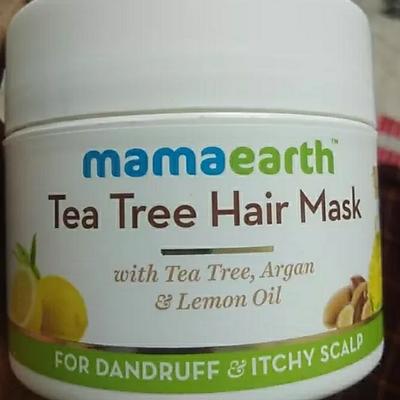 mamaearth™
Tea Tree Hair Mask
with Tea Tree, Argan
& Lemon Oil
FOR DANDRUFF & ITCHY SCALP